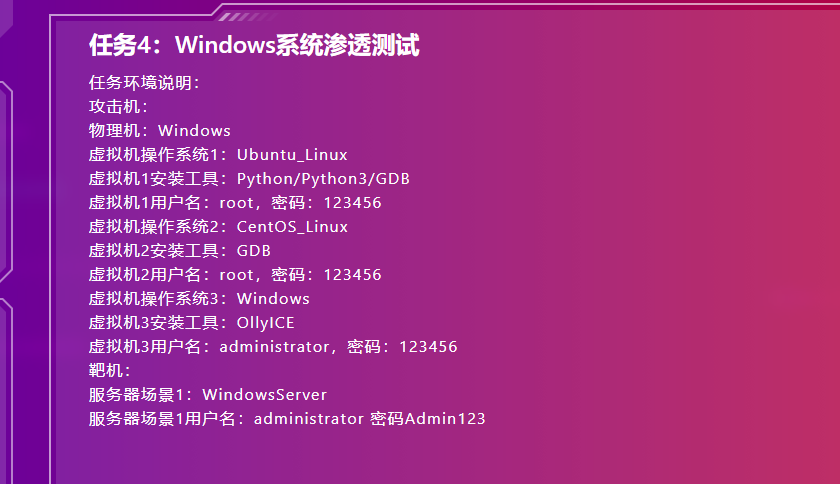 任务4：Windows系统渗透测试
任务环境说明：
攻击机：
物理机：Windows
虚拟机操作系统1：Ubuntu_Linux
虚拟机1安装工具：Python/Python3/GDB
虚拟机1用户名：root，密码：123456
虚拟机操作系统2：CentOS_Linux
虚拟机2安装工具：GDB
虚拟机2用户名：root，密码：123456
虚拟机操作系统3：Windows
虚拟机3安装工具：OllyICE
虚拟机3用户名：administrator，密码：123456
靶机：
服务器场景1：WindowsServer
服务器场景1用户名：administrator 密码Admin123